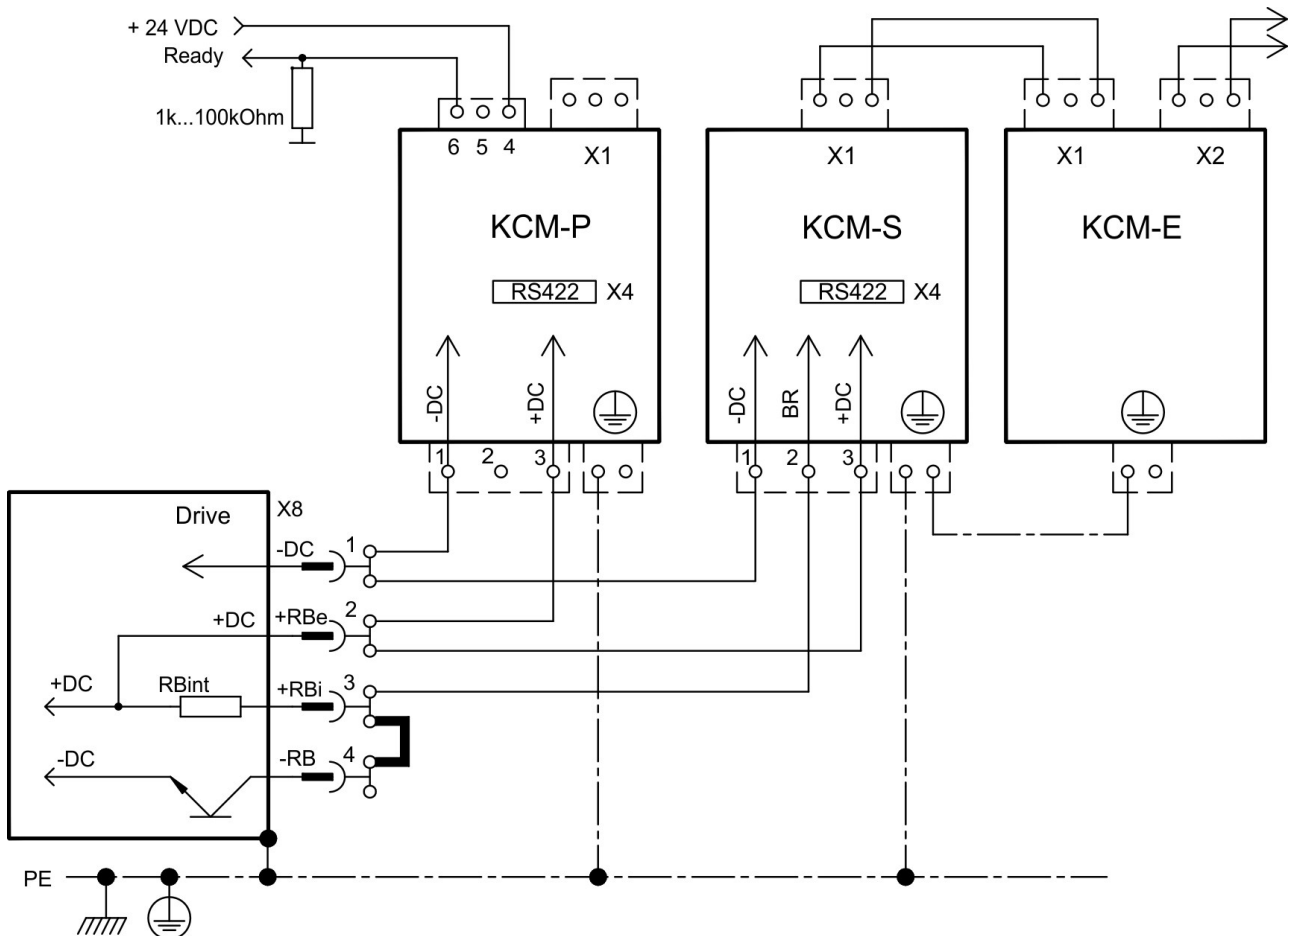 + 24 VDC
Ready
1k...100kOhm
6 5 4
X1
X1
X1
X2
KCM-P
KCM-S
KCM-E
RS422 X4
RS422 X4
-DC
+DC
-DC
BR
+DC
1 2 3
1 2 3
Drive
X8
-DC 1
+DC +RBe 2
+DC
RBint
+RBi 3
-DC
-RB 4
PE